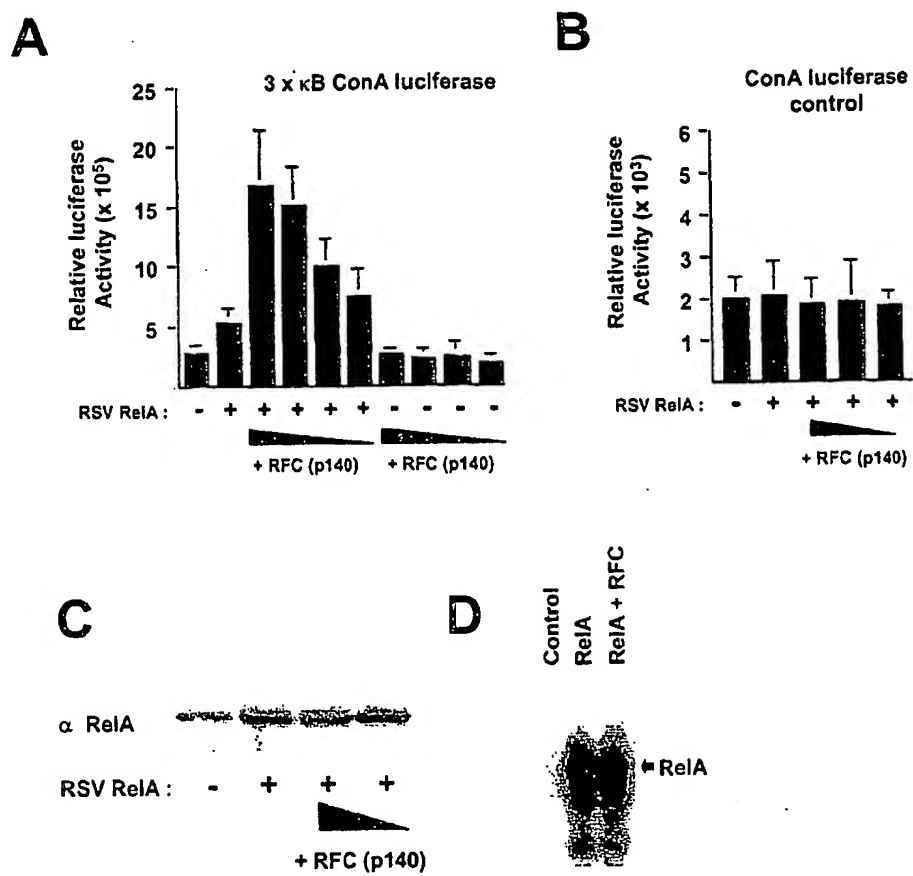 A
3 x κB ConA luciferase
Relative luciferase
Activity (x 10⁵)
25
20
15
10
5
RSV RelA : - + + + + + - - - -
+ RFC (p140) + RFC (p140)
B
ConA luciferase
control
Relative luciferase
Activity (x 10³)
6
5
4
3
2
1
RSV RelA : - + + + +
+ RFC (p140)
C
α RelA
RSV RelA : - + + +
+ RFC (p140)
D
Control
RelA
RelA + RFC
RelA